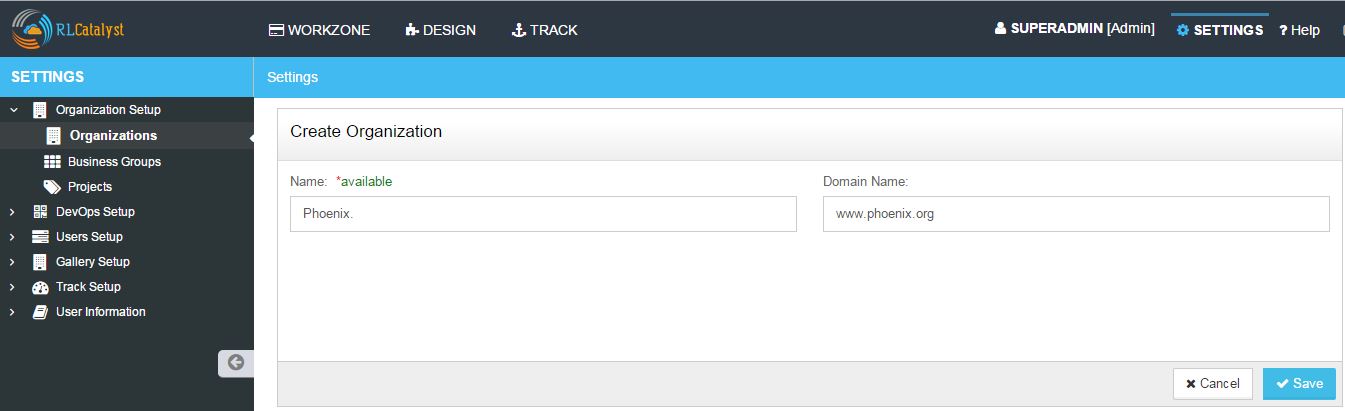 RLCatalyst WORKZONE DESIGN TRACK SUPERADMIN [Admin] SETTINGS ? Help
SETTINGS
Settings
Organization Setup
Organizations
Business Groups
Projects
DevOps Setup
Users Setup
Gallery Setup
Track Setup
User Information
Create Organization
Name: *available
Domain Name:
Phoenix.
www.phoenix.org
Cancel
Save